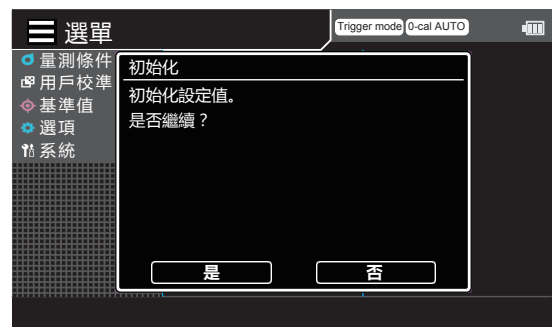 選單
Trigger mode
0-cal AUTO
量測條件
用戶校準
基準值
選項
系統
初始化
初始化設定值。
是否繼續？
是
否